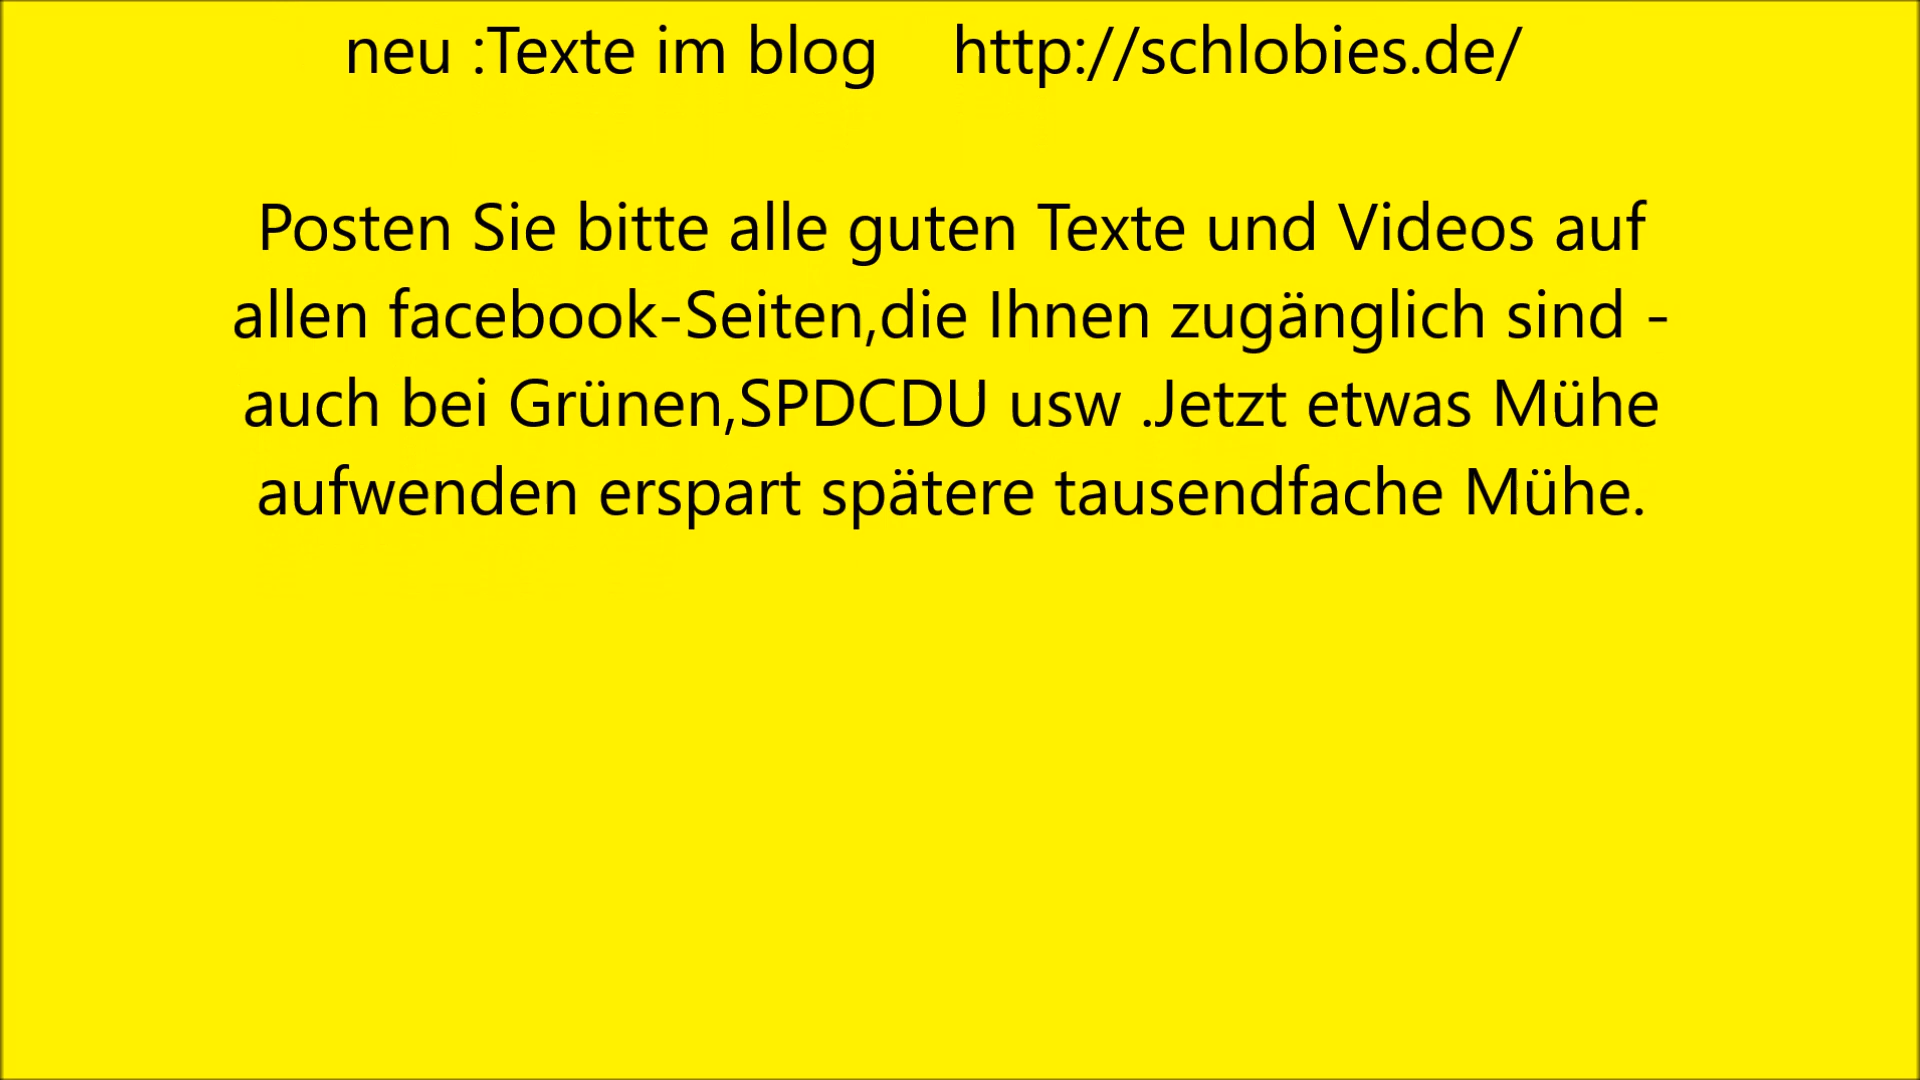 neu :Texte im blog    http://schlobies.de/
Posten Sie bitte alle guten Texte und Videos auf
allen facebook-Seiten,die Ihnen zugänglich sind -
auch bei Grünen,SPDCDU usw .Jetzt etwas Mühe
aufwenden erspart spätere tausendfache Mühe.